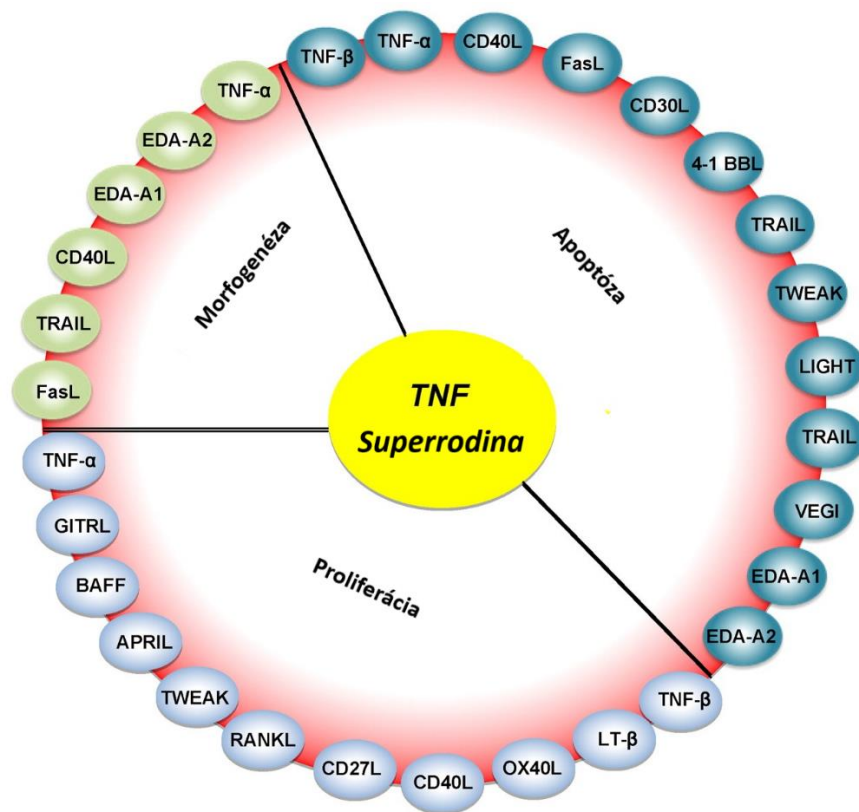 TNF-β
TNF-α
CD40L
FasL
CD30L
4-1 BBL
TRAIL
TWEAK
LIGHT
TRAIL
VEGI
EDA-A1
EDA-A2
TNF-β
LT-β
OX40L
CD40L
CD27L
RANKL
TWEAK
APRIL
BAFF
GITRL
TNF-α
FasL
TRAIL
CD40L
EDA-A1
EDA-A2
TNF-α
Morfogenéza
Apoptóza
Proliferácia
TNF
Superrodina